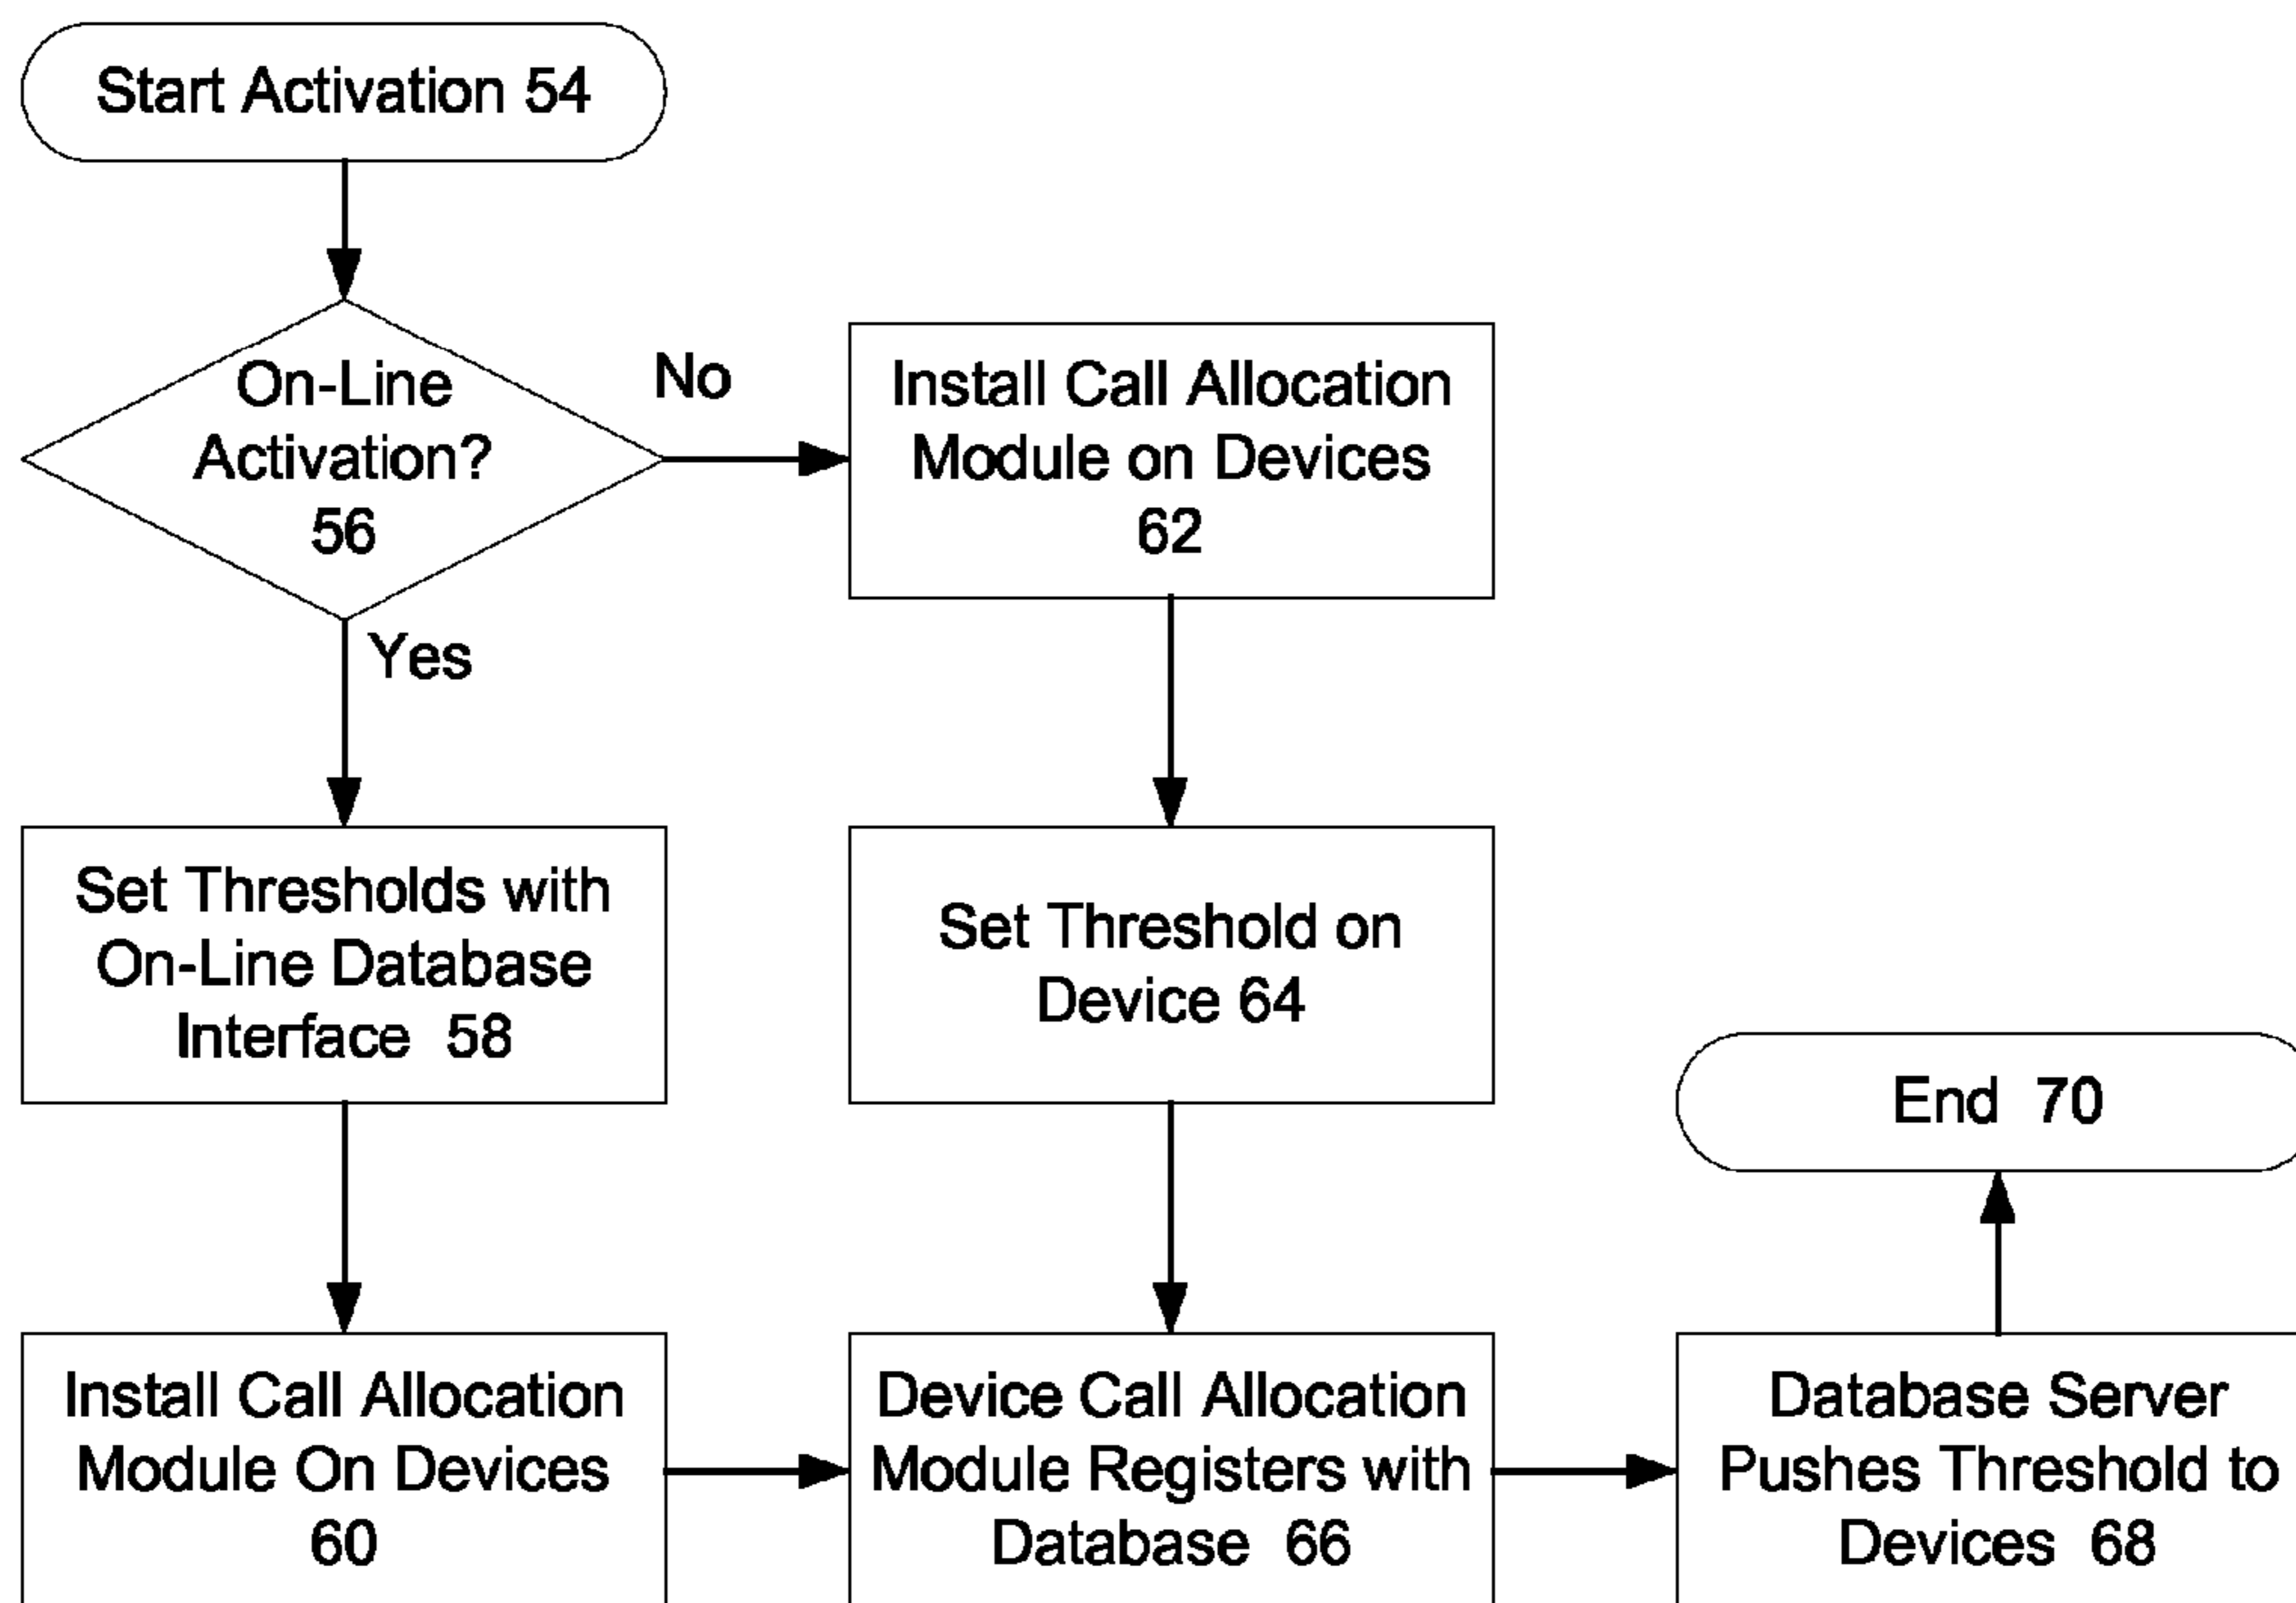 Start Activation 54
On-Line
Activation?
56
No
Yes
Install Call Allocation
Module on Devices
62
Set Thresholds with
On-Line Database
Interface 58
Set Threshold on
Device 64
End 70
Install Call Allocation
Module On Devices
60
Device Call Allocation
Module Registers with
Database 66
Database Server
Pushes Threshold to
Devices 68